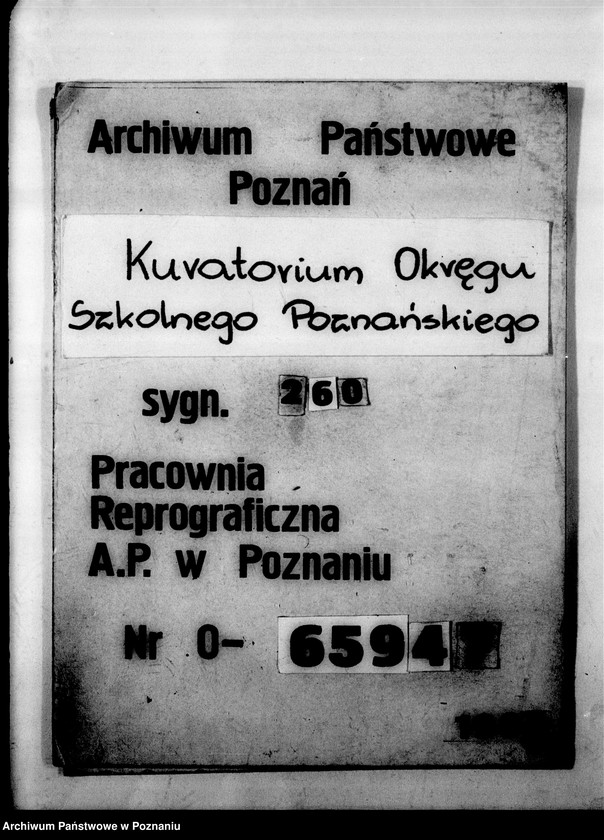 Archiwum Państwowe
Poznań
Kuratorium Okręgu
Szkolnego Poznańskiego
sygn. 260
Pracownia
Reprograficzna
A.P. w Poznaniu
Nr 0- 6594
Archiwum Państwowe w Poznaniu